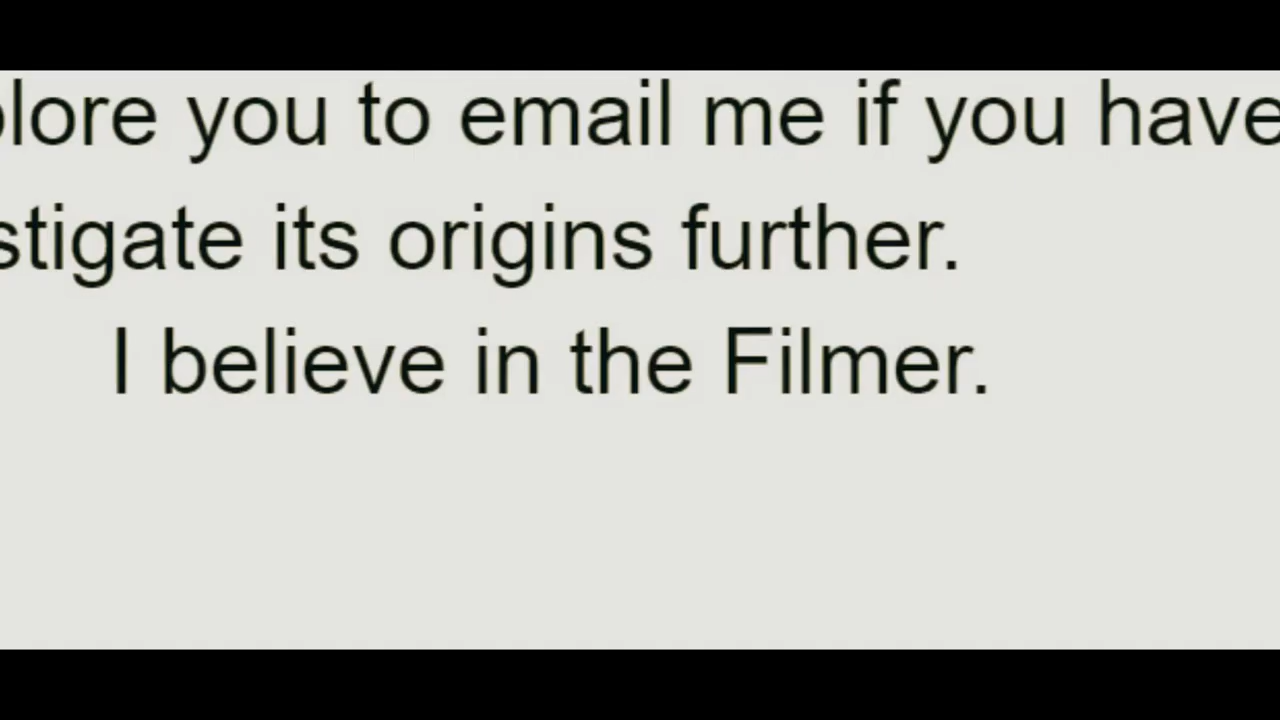 plore you to email me if you have
stigate its origins further.
I believe in the Filmer.